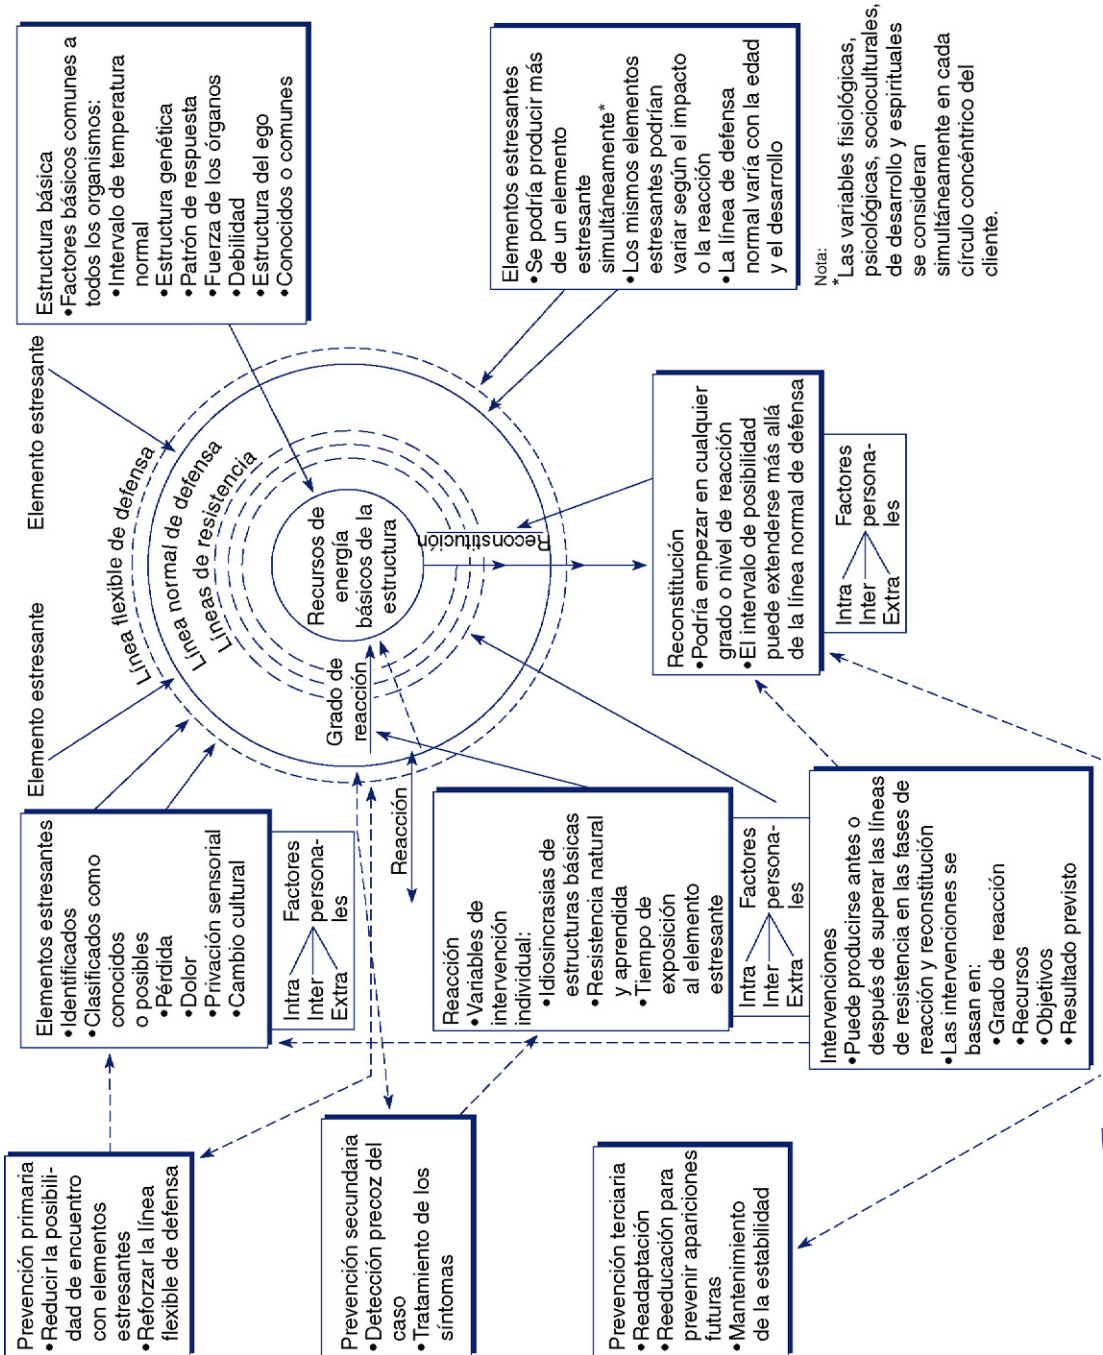 Prevención primaria
•Reducir la posibili-
dad de encuentro
con elementos
estresantes
•Reforzar la línea
flexible de defensa
Prevención secundaria
•Detección precoz del
caso
•Tratamiento de los
síntomas
Prevención terciaria
•Readaptación
•Reeducación para
prevenir apariciones
futuras
•Mantenimiento
de la estabilidad
Elementos estresantes
•Identificados
•Clasificados como
conocidos
o posibles
•Pérdida
•Dolor
•Privación sensorial
•Cambio cultural
Intra
Inter
Extra
Factores
persona-
les
Reacción
Reacción
•Variables de
intervención
individual:
•Idiosincrasias de
estructuras básicas
•Resistencia natural
y aprendida
•Tiempo de
exposición
al elemento
estresante
Intra
Inter
Extra
Factores
persona-
les
Intervenciones
•Puede producirse antes o
después de superar las líneas
de resistencia en las fases de
reacción y reconstitución
•Las intervenciones se
basan en:
•Grado de reacción
•Recursos
•Objetivos
•Resultado previsto
Elemento estresante
Elemento estresante
Línea flexible de defensa
Línea normal de defensa
Líneas de resistencia
Grado de
reacción
Recursos de
energía
básicos de la
estructura
Reconstitución
Reconstitución
•Podría empezar en cualquier
grado o nivel de reacción
•El intervalo de posibilidad
puede extenderse más allá
de la línea normal de defensa
Intra
Inter
Extra
Factores
persona-
les
Estructura básica
•Factores básicos comunes a
todos los organismos:
•Intervalo de temperatura
normal
•Estructura genética
•Patrón de respuesta
•Fuerza de los órganos
•Debilidad
•Estructura del ego
•Conocidos o comunes
Elementos estresantes
•Se podría producir más
de un elemento
estresante
simultáneamente*
•Los mismos elementos
estresantes podrían
variar según el impacto
o la reacción
•La línea de defensa
normal varía con la edad
y el desarrollo
Nota:
*Las variables fisiológicas,
psicológicas, socioculturales,
de desarrollo y espirituales
se consideran
simultáneamente en cada
círculo concéntrico del
cliente.